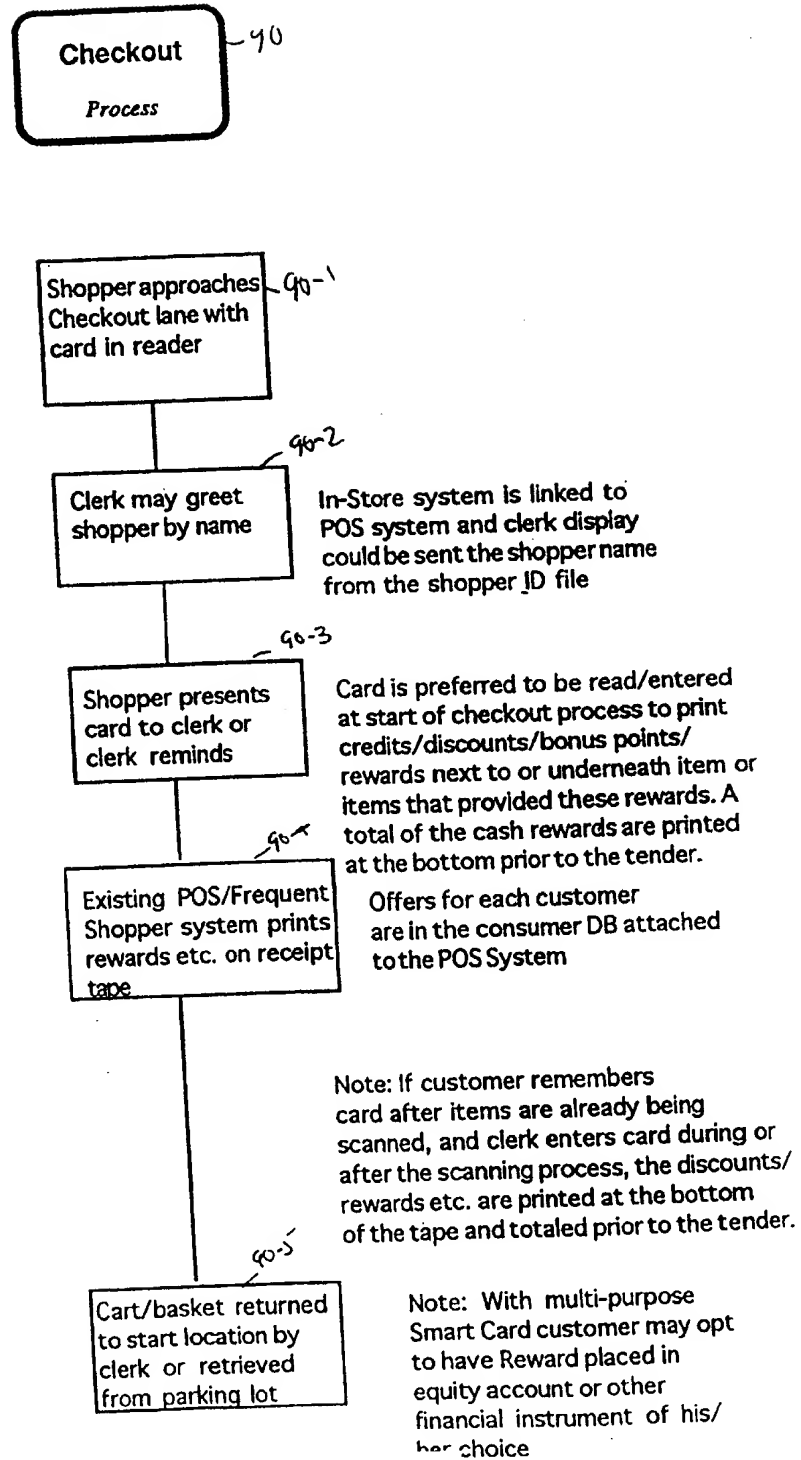 Checkout
90
Process
Shopper approaches
Checkout lane with
card in reader
90-1
90-2
Clerk may greet
shopper by name
In-Store system is linked to
POS system and clerk display
could be sent the shopper name
from the shopper ID file
90-3
Shopper presents
card to clerk or
clerk reminds
Card is preferred to be read/entered
at start of checkout process to print
credits/discounts/bonus points/
rewards next to or underneath item or
items that provided these rewards. A
total of the cash rewards are printed
at the bottom prior to the tender.
90-4
Existing POS/Frequent
Shopper system prints
rewards etc. on receipt
tape
Offers for each customer
are in the consumer DB attached
to the POS System
Note: If customer remembers
card after items are already being
scanned, and clerk enters card during or
after the scanning process, the discounts/
rewards etc. are printed at the bottom
of the tape and totaled prior to the tender.
90-5
Cart/basket returned
to start location by
clerk or retrieved
from parking lot
Note: With multi-purpose
Smart Card customer may opt
to have Reward placed in
equity account or other
financial instrument of his/
her choice